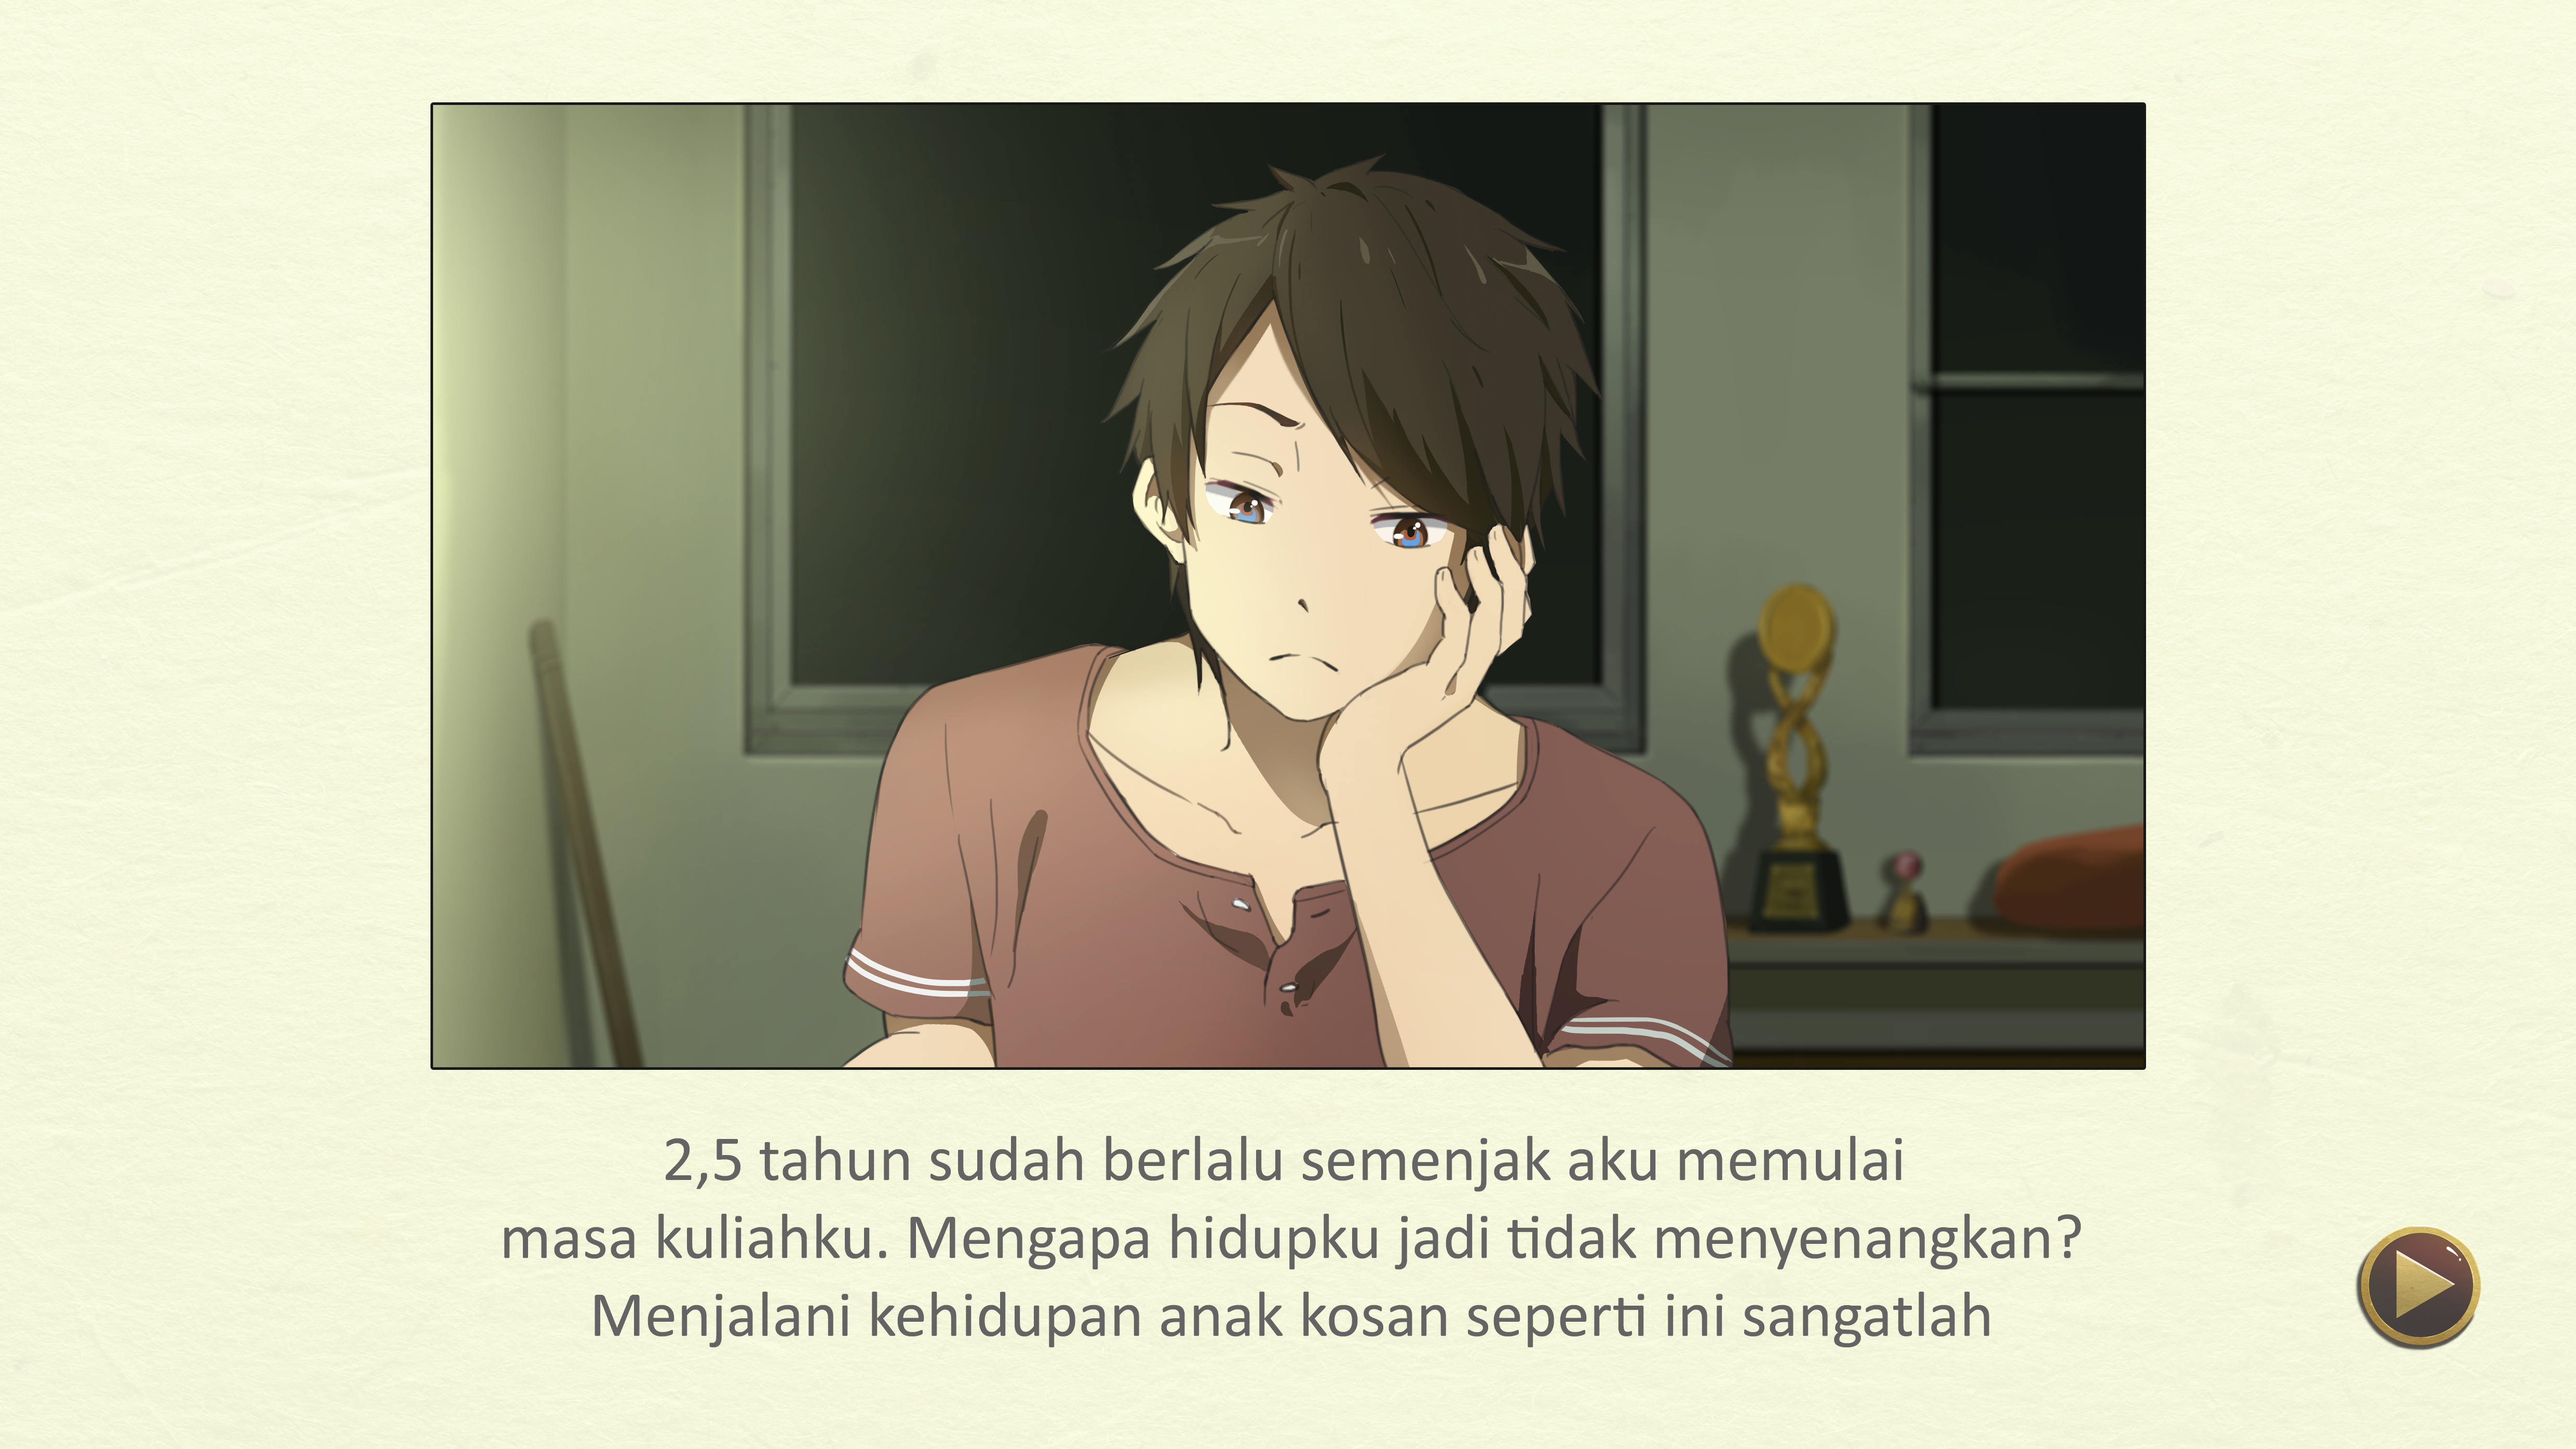 2,5 tahun sudah berlalu semenjak aku memulai
masa kuliahku. Mengapa hidupku jadi tidak menyenangkan?
Menjalani kehidupan anak kosan seperti ini sangatlah